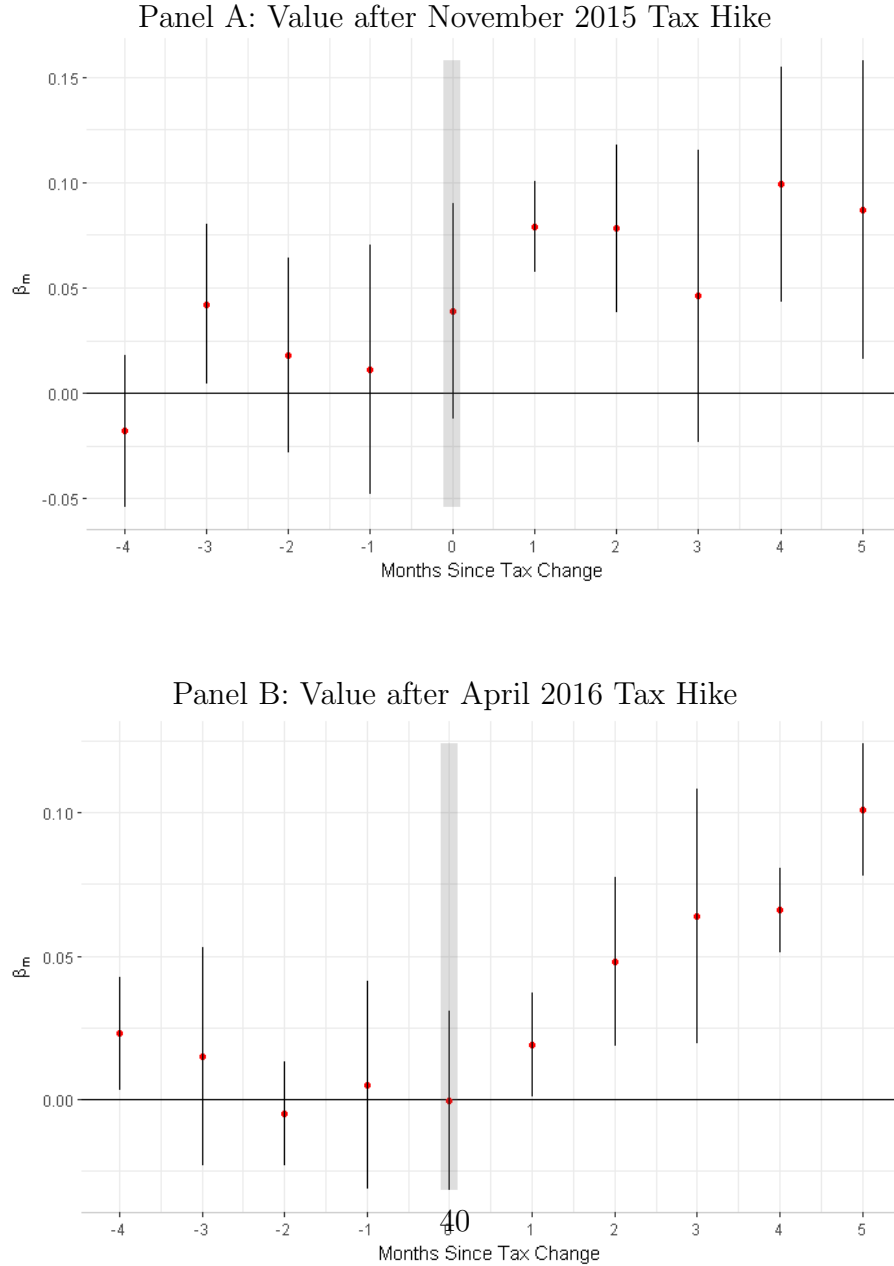 Panel A: Value after November 2015 Tax Hike
0.15
0.10
0.05
0.00
-0.05
βm
-4 -3 -2 -1 0 1 2 3 4 5
Months Since Tax Change
Panel B: Value after April 2016 Tax Hike
0.10
0.05
0.00
βm
-4 -3 -2 -1 0 1 2 3 4 5
40
Months Since Tax Change